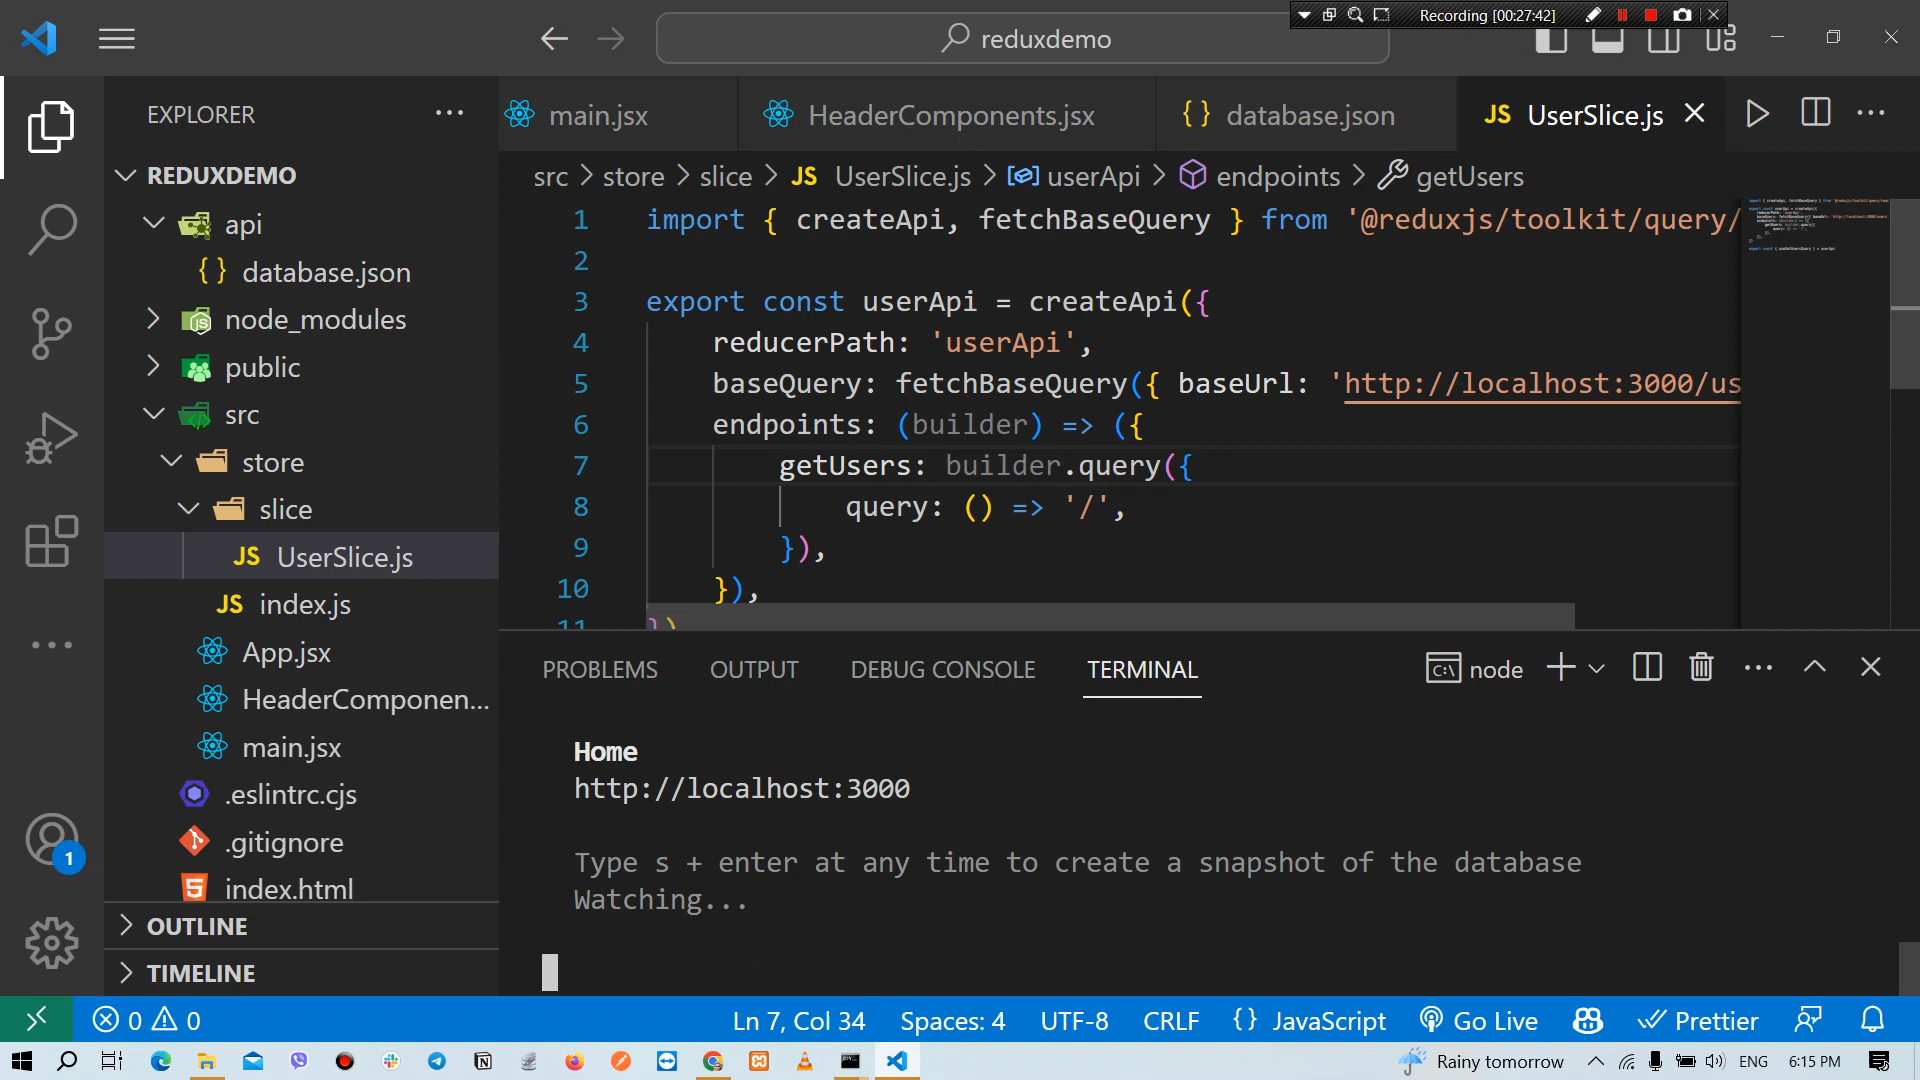 reduxdemo
Recording [00:27:42]
EXPLORER
main.jsx
HeaderComponents.jsx
{ } database.json
JS UserSlice.js
REDUXDEMO
api
{ } database.json
node_modules
public
src
store
slice
JS UserSlice.js
JS index.js
App.jsx
HeaderComponen...
main.jsx
.eslintrc.cjs
.gitignore
index.html
OUTLINE
TIMELINE
1
src > store > slice > JS UserSlice.js > userApi > endpoints > getUsers
1 import { createApi, fetchBaseQuery } from '@reduxjs/toolkit/query/
2
3 export const userApi = createApi({
4 reducerPath: 'userApi',
5 baseQuery: fetchBaseQuery({ baseUrl: 'http://localhost:3000/us
6 endpoints: (builder) => ({
7 getUsers: builder.query({
8 query: () => '/',
9 }),
10 }),
11 })
PROBLEMS OUTPUT DEBUG CONSOLE TERMINAL
node
Home
http://localhost:3000
Type s + enter at any time to create a snapshot of the database
Watching...
0 0
Ln 7, Col 34 Spaces: 4 UTF-8 CRLF { } JavaScript Go Live Prettier
Rainy tomorrow ENG 6:15 PM